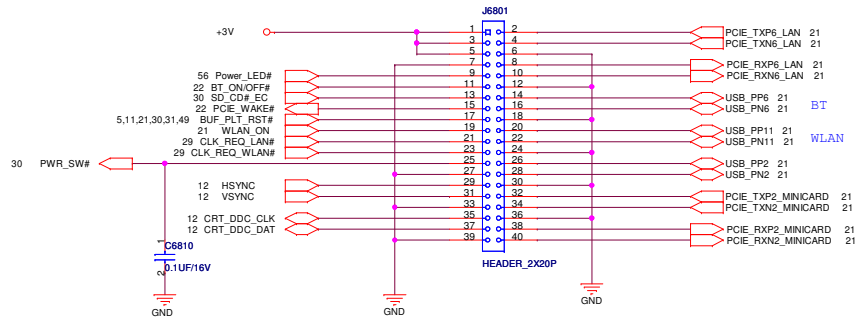 J6801
+3V 1 2 PCIE_TXP6_LAN 21
3 4 PCIE_TXN6_LAN 21
5 6
7 8 PCIE_RXP6_LAN 21
56 Power_LED# 9 10 PCIE_RXN6_LAN 21
22 BT_ON/OFF# 11 12
30 SD_CD#_EC 13 14 USB_PP6 21 BT
22 PCIE_WAKE# 15 16 USB_PN6 21
5,11,21,30,31,49 BUF_PLT_RST# 17 18
21 WLAN_ON 19 20 USB_PP11 21 WLAN
29 CLK_REQ_LAN# 21 22 USB_PN11 21
29 CLK_REQ_WLAN# 23 24
30 PWR_SW# 25 26 USB_PP2 21
27 28 USB_PN2 21
12 HSYNC 29 30
12 VSYNC 31 32 PCIE_TXP2_MINICARD 21
33 34 PCIE_TXN2_MINICARD 21
12 CRT_DDC_CLK 35 36
12 CRT_DDC_DAT 37 38 PCIE_RXP2_MINICARD 21
39 40 PCIE_RXN2_MINICARD 21
1 C6810
2 0.1UF/16V
HEADER_2X20P
GND GND GND